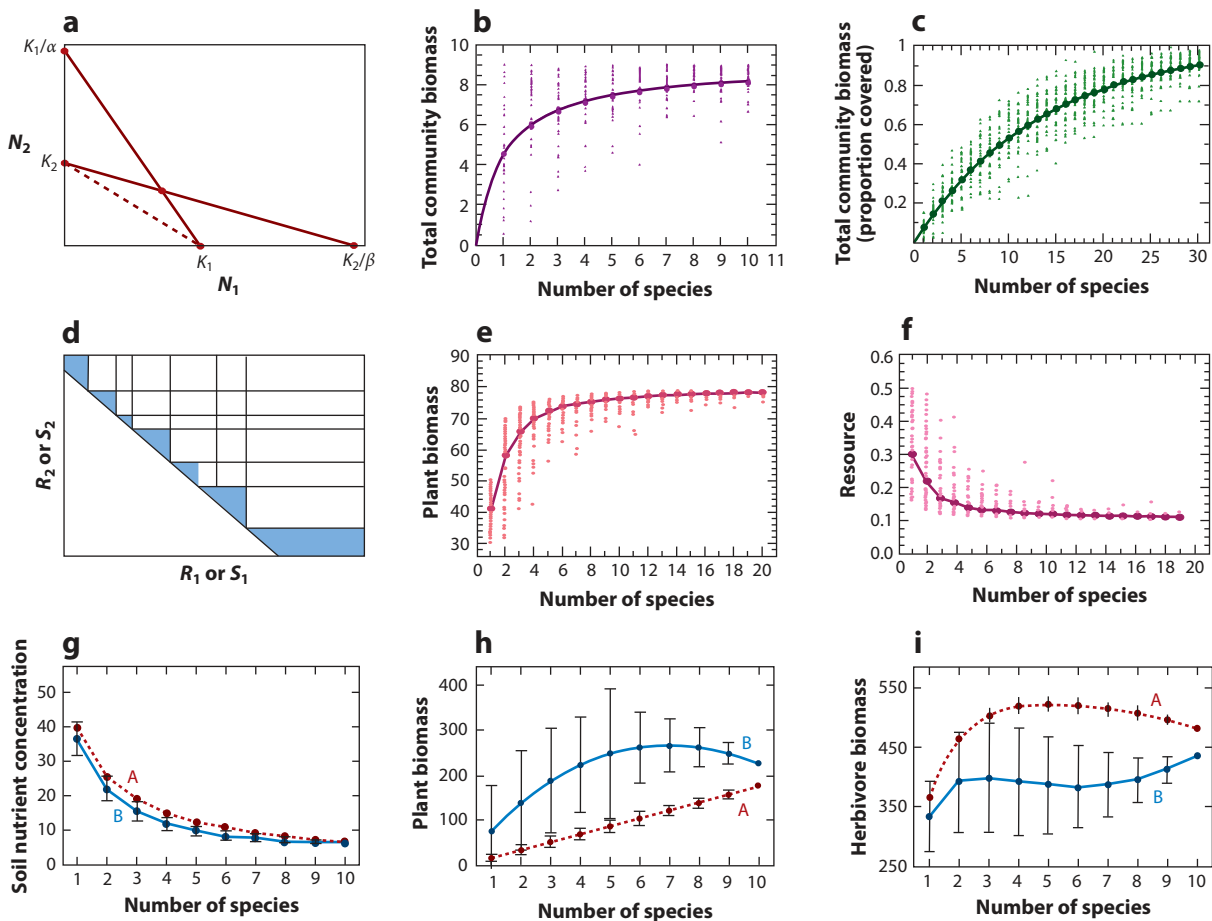 a
K1/α
N2
K2
K1
K2/β
N1
b
Total community biomass
10
8
6
4
2
0
0 1 2 3 4 5 6 7 8 9 10 11
Number of species
c
Total community biomass
(proportion covered)
1
0.8
0.6
0.4
0.2
5 10 15 20 25 30
Number of species
d
R2 or S2
R1 or S1
e
Plant biomass
90
80
70
60
50
40
30
0 2 4 6 8 10 12 14 16 18 20
Number of species
f
Resource
0.6
0.5
0.4
0.3
0.2
0.1
0.0
0 2 4 6 8 10 12 14 16 18 20
Number of species
g
Soil nutrient concentration
50
40
30
20
10
0
A
B
1 2 3 4 5 6 7 8 9 10
Number of species
h
Plant biomass
400
300
200
100
0
B
A
1 2 3 4 5 6 7 8 9 10
Number of species
i
Herbivore biomass
550
450
350
250
A
B
1 2 3 4 5 6 7 8 9 10
Number of species